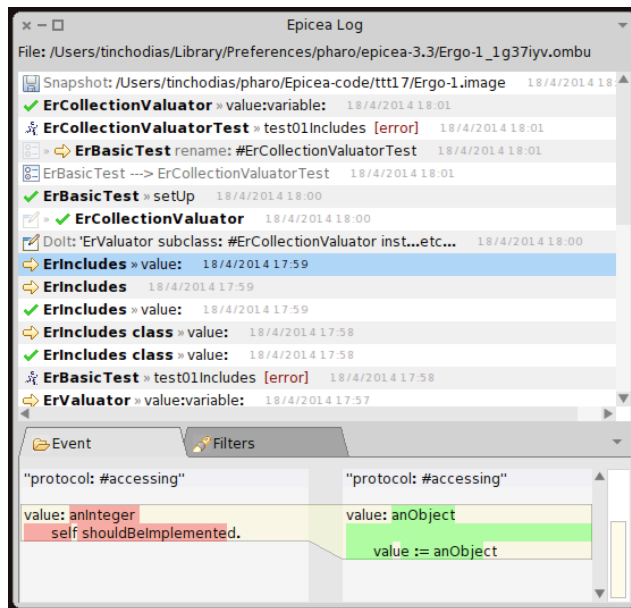 Epicea Log
File: /Users/tinchodias/Library/Preferences/pharo/epicea-3.3/Ergo-1_1g37iyv.ombu
Snapshot: /Users/tinchodias/pharo/Epicea-code/ttt17/Ergo-1.image 18/4/2014 18:
ErCollectionValuator » value:variable: 18/4/2014 18:01
ErCollectionValuatorTest » test01Includes [error] 18/4/2014 18:01
» ErBasicTest rename: #ErCollectionValuatorTest 18/4/2014 18:01
ErBasicTest ---> ErCollectionValuatorTest 18/4/2014 18:01
ErBasicTest » setUp 18/4/2014 18:00
» ErCollectionValuator 18/4/2014 18:00
DoIt: 'ErValuator subclass: #ErCollectionValuator inst...etc... 18/4/2014 18:00
ErIncludes » value: 18/4/2014 17:59
ErIncludes 18/4/2014 17:59
ErIncludes » value: 18/4/2014 17:59
ErIncludes class » value: 18/4/2014 17:58
ErIncludes class » value: 18/4/2014 17:58
ErBasicTest » test01Includes [error] 18/4/2014 17:58
ErValuator » value:variable: 18/4/2014 17:57
Event Filters
"protocol: #accessing" "protocol: #accessing"
value: anInteger value: anObject
self shouldBeImplemented.
value := anObject